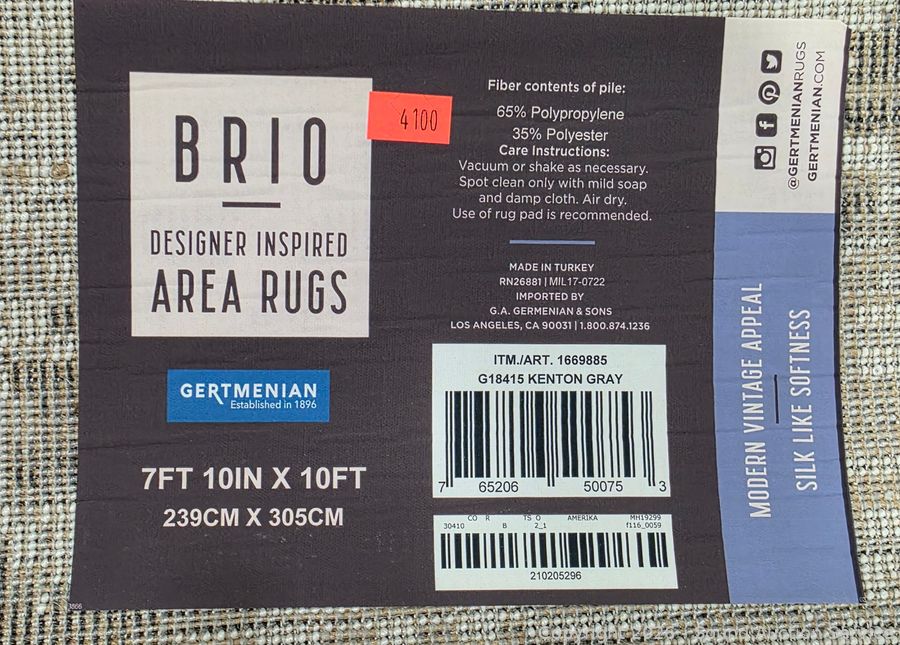 BRIO
DESIGNER INSPIRED
AREA RUGS
4100
GERTMENIAN
Established in 1896
7FT 10IN X 10FT
239CM X 305CM
Fiber contents of pile:
65% Polypropylene
35% Polyester
Care Instructions:
Vacuum or shake as necessary.
Spot clean only with mild soap
and damp cloth. Air dry.
Use of rug pad is recommended.
MADE IN TURKEY
RN26881 | MIL17-0722
IMPORTED BY
G.A. GERMENIAN & SONS
LOS ANGELES, CA 90031 | 1.800.874.1236
ITM./ART. 1669885
G18415 KENTON GRAY
7 65206 50075 3
CO R TS O AMERIKA MH19299
30410 B 2_1 f116_0059
210205296
@GERTMENIANRUGS
GERTMENIAN.COM
MODERN VINTAGE APPEAL
SILK LIKE SOFTNESS